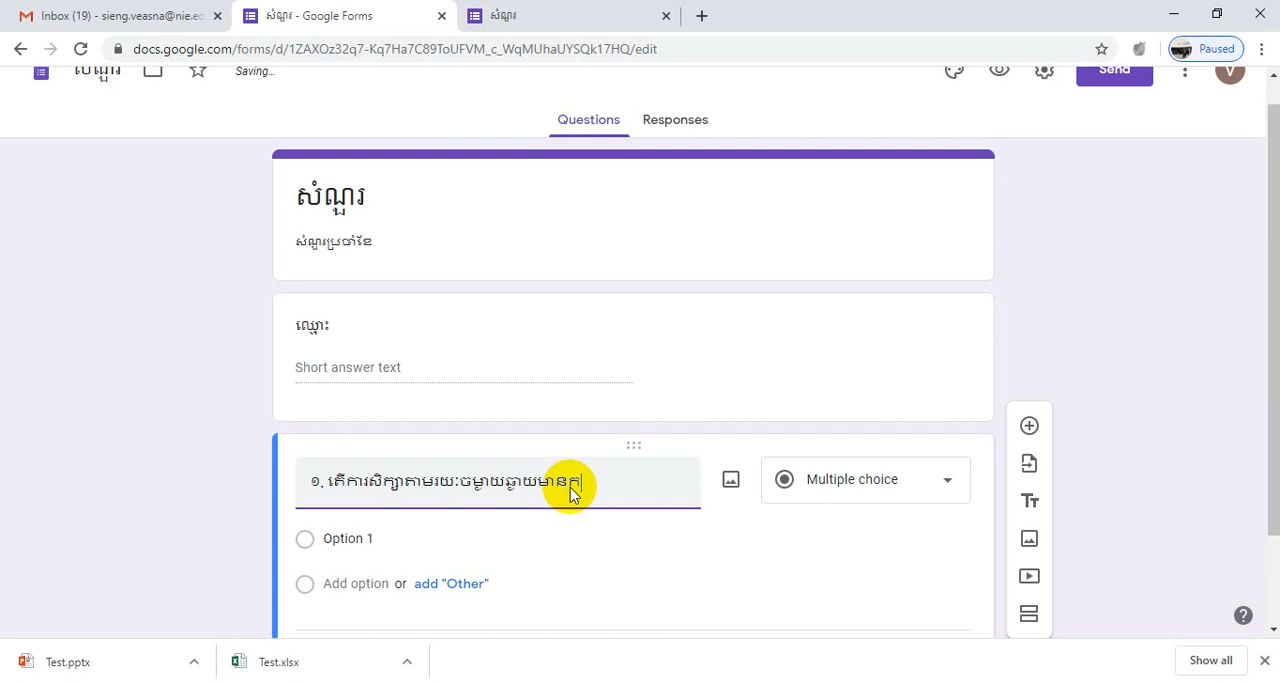 Inbox (19) - sieng.veasna@nie.ed
សំណួរ - Google Forms
សំណួរ
docs.google.com/forms/d/1ZAXOz32q7-Kq7Ha7C89ToUFVM_c_WqMUhaUYSQk17HQ/edit
Paused
សំណួរ
Saving...
Send
V
Questions
Responses
សំណួរ
សំណួរប្រចាំខែ
ឈ្មោះ
Short answer text
១. តើការសិក្សាតាមរយៈចម្ងាយឆ្ងាយមានក
Multiple choice
Option 1
Add option or add "Other"
Test.pptx
Test.xlsx
Show all